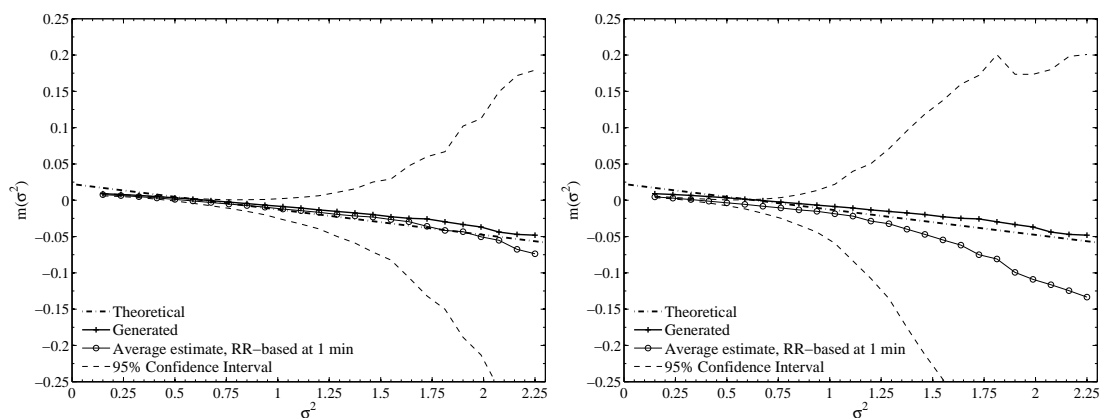 0.25
0.2
0.15
0.1
0.05
0
−0.05
−0.1
−0.15
−0.2
−0.25
m(σ²)
Theoretical
Generated
Average estimate, RR−based at 1 min
95% Confidence Interval
0 0.25 0.5 0.75 1 1.25 1.5 1.75 2 2.25
σ²
0.25
0.2
0.15
0.1
0.05
0
−0.05
−0.1
−0.15
−0.2
−0.25
m(σ²)
Theoretical
Generated
Average estimate, RR−based at 1 min
95% Confidence Interval
0 0.25 0.5 0.75 1 1.25 1.5 1.75 2 2.25
σ²